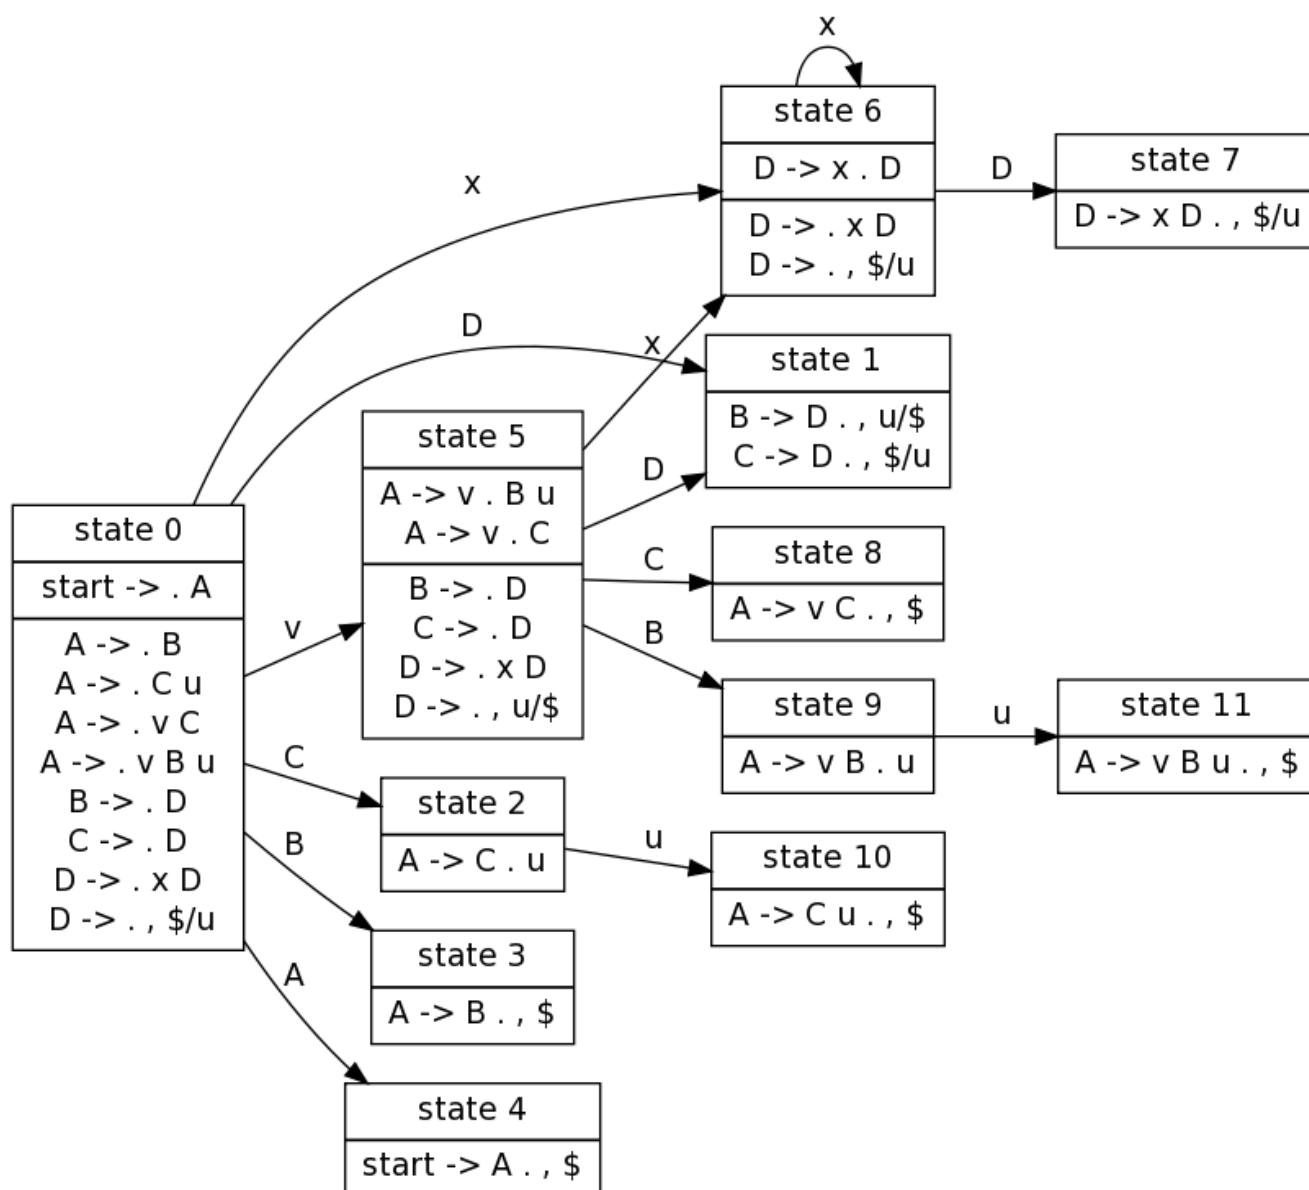 x
state 6
D -> x . D
D -> . x D
D -> . , $/u
D
state 7
D -> x D . , $/u
x
D
x
state 1
B -> D . , u/$
C -> D . , $/u
state 5
A -> v . B u
A -> v . C
B -> . D
C -> . D
D -> . x D
D -> . , u/$
D
C
B
state 8
A -> v C . , $
state 0
start -> . A
A -> . B
A -> . C u
A -> . v C
A -> . v B u
B -> . D
C -> . D
D -> . x D
D -> . , $/u
v
C
B
A
state 9
A -> v B . u
u
state 11
A -> v B u . , $
state 2
A -> C . u
u
state 10
A -> C u . , $
state 3
A -> B . , $
state 4
start -> A . , $